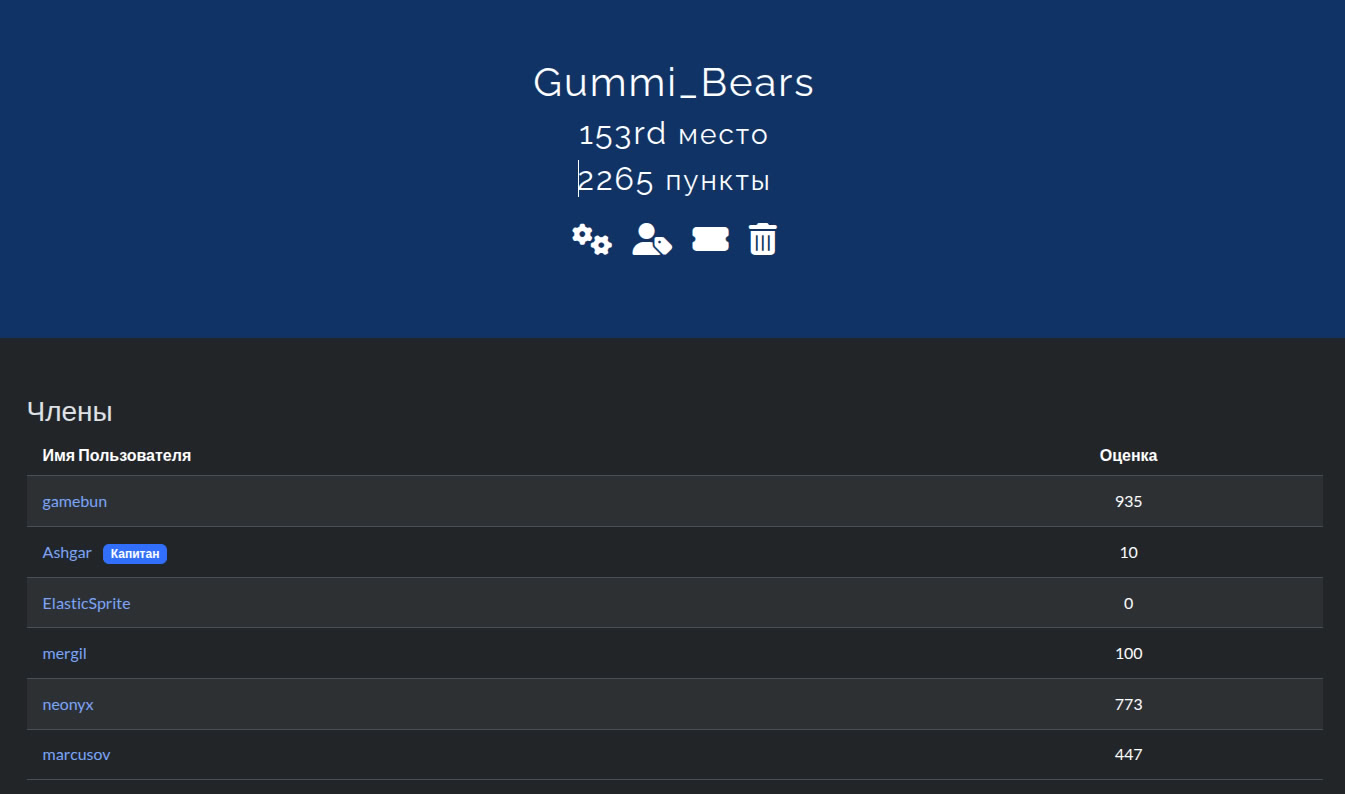 Gummi_Bears
153rd место
2265 пункты
Члены
Имя Пользователя Оценка
gamebun 935
Ashgar Капитан 10
ElasticSprite 0
mergil 100
neonyx 773
marcusov 447